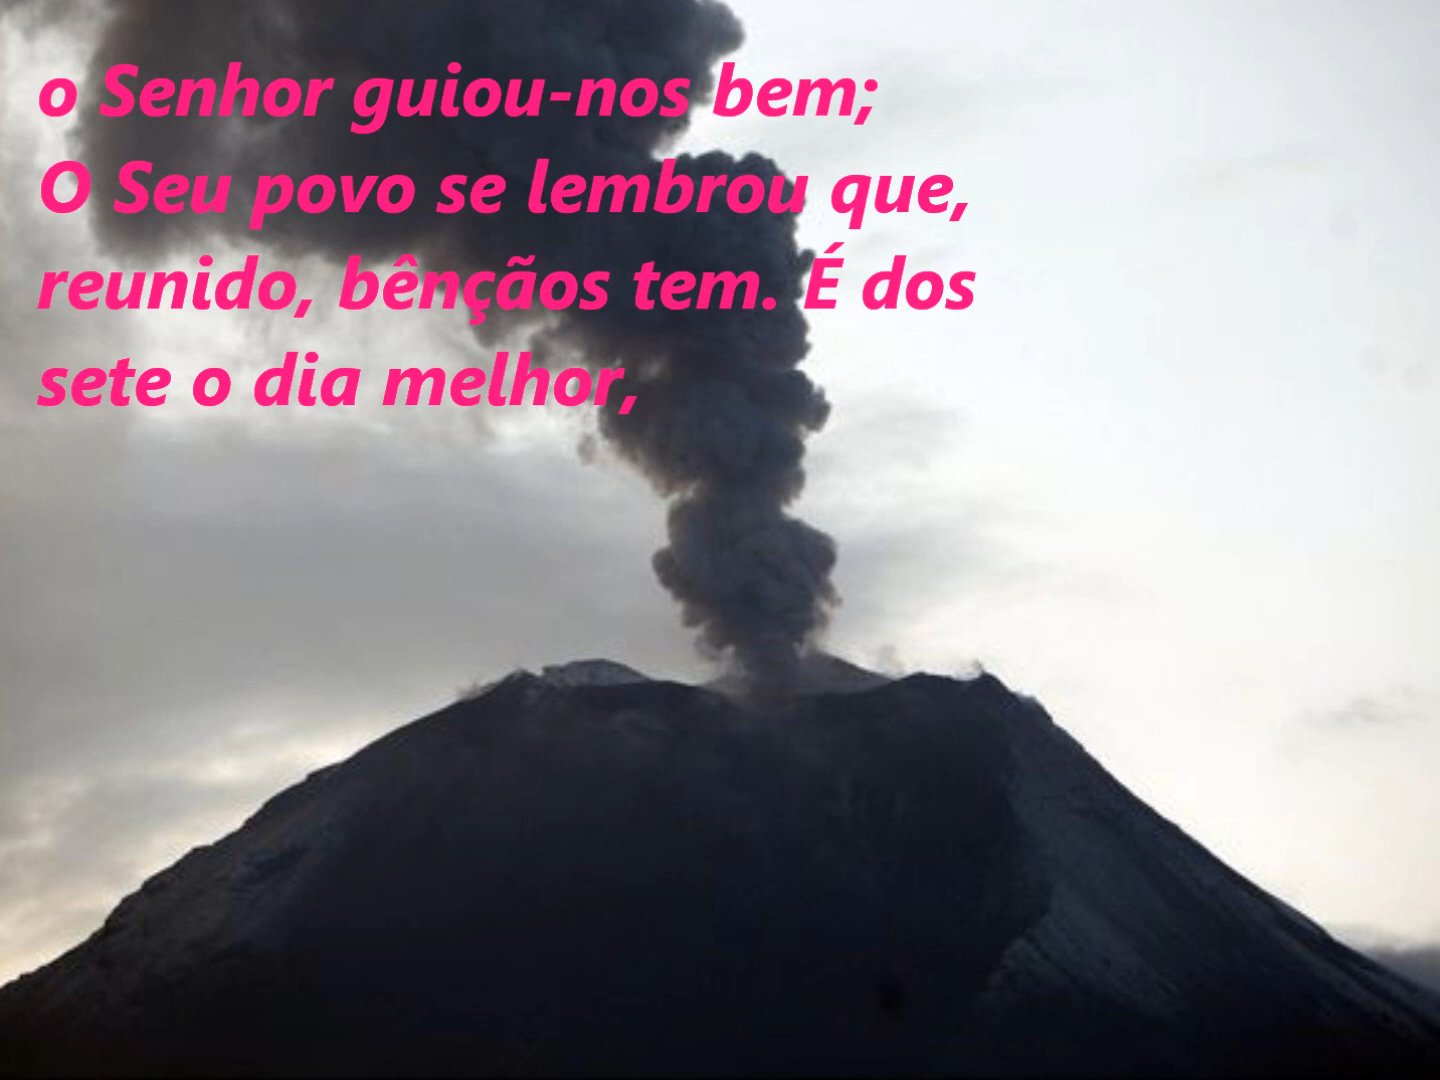 o Senhor guiou-nos bem;
O Seu povo se lembrou que,
reunido, bênçãos tem. É dos
sete o dia melhor,